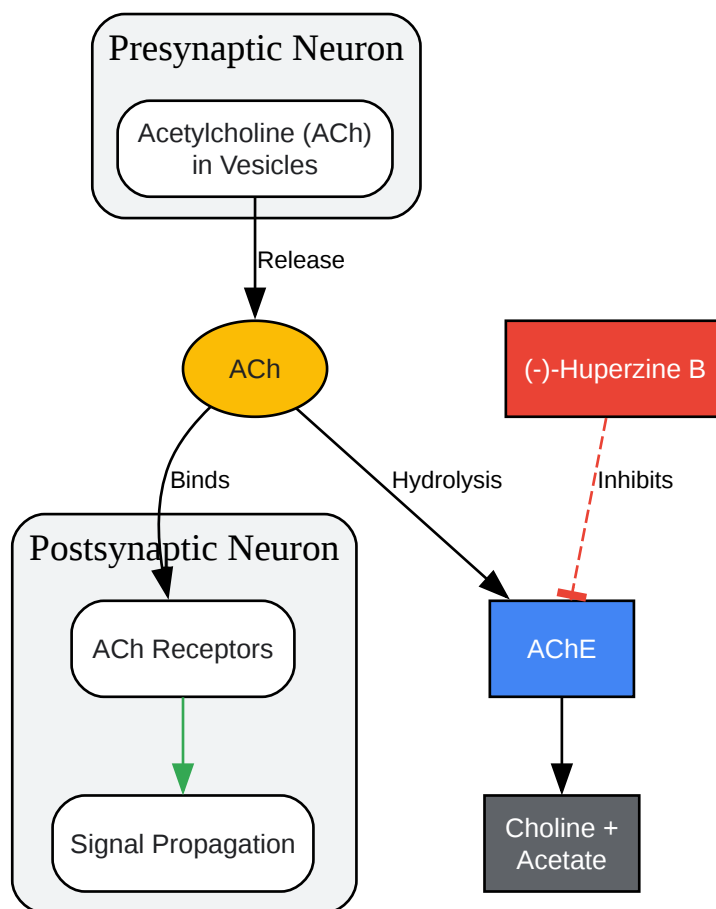 Presynaptic Neuron
Acetylcholine (ACh)
in Vesicles
Release
ACh
(-)-Huperzine B
Binds
Hydrolysis
Inhibits
Postsynaptic Neuron
ACh Receptors
AChE
Signal Propagation
Choline +
Acetate